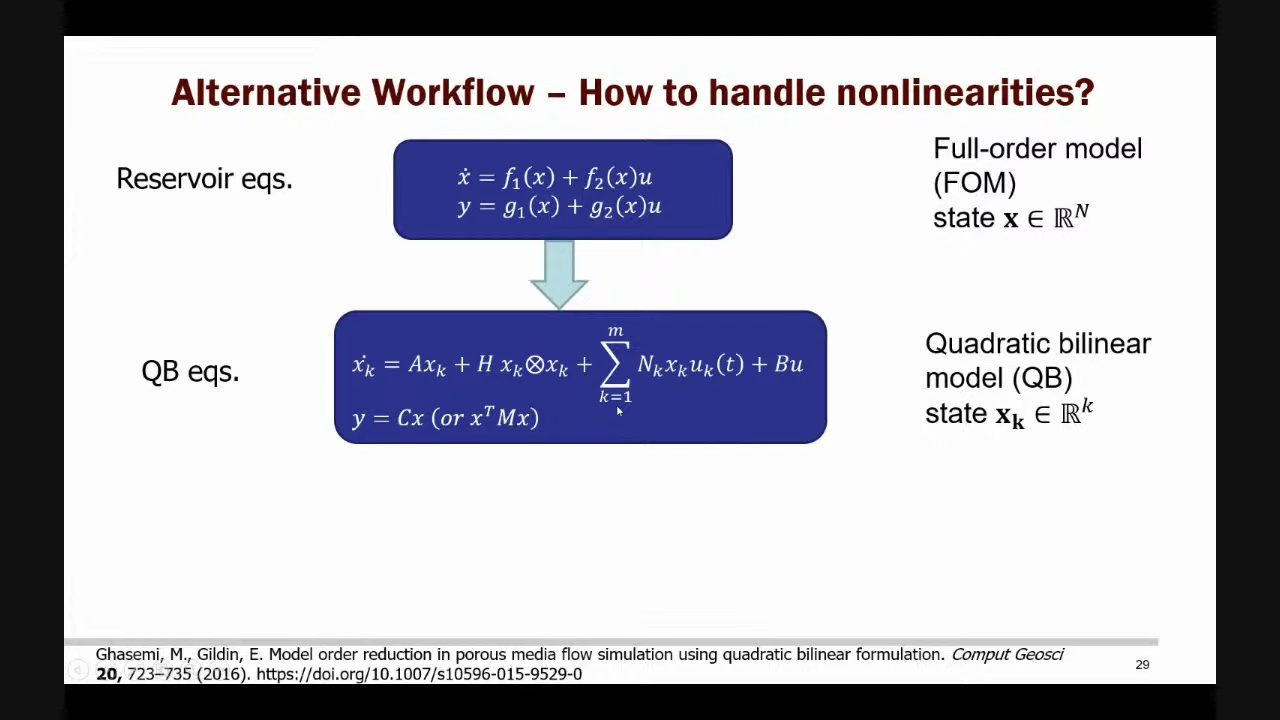 Alternative Workflow – How to handle nonlinearities?
Reservoir eqs.
ẋ = f₁(x) + f₂(x)u
y = g₁(x) + g₂(x)u
Full-order model
(FOM)
state 𝐱 ∈ ℝᴺ
QB eqs.
ẋₖ = Axₖ + H xₖ⊗xₖ + ∑ₖ₌₁ᵐ Nₖxₖuₖ(t) + Bu
y = Cx (or xᵀMx)
Quadratic bilinear
model (QB)
state 𝐱ₖ ∈ ℝᵏ
Ghasemi, M., Gildin, E. Model order reduction in porous media flow simulation using quadratic bilinear formulation. Comput Geosci
20, 723–735 (2016). https://doi.org/10.1007/s10596-015-9529-0
29